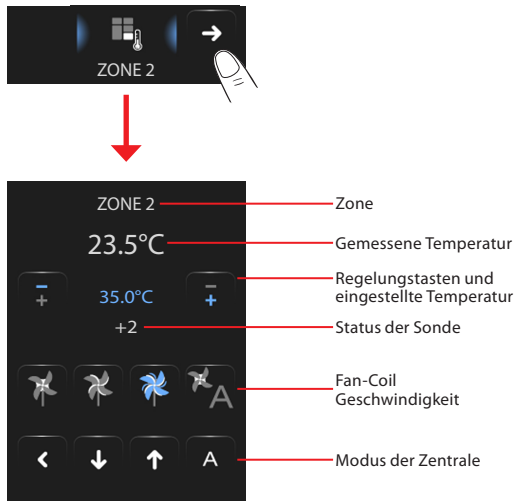 ZONE 2
ZONE 2
Zone
23.5°C
Gemessene Temperatur
35.0°C
Regelungstasten und
eingestellte Temperatur
+2
Status der Sonde
A
Fan-Coil
Geschwindigkeit
A
Modus der Zentrale